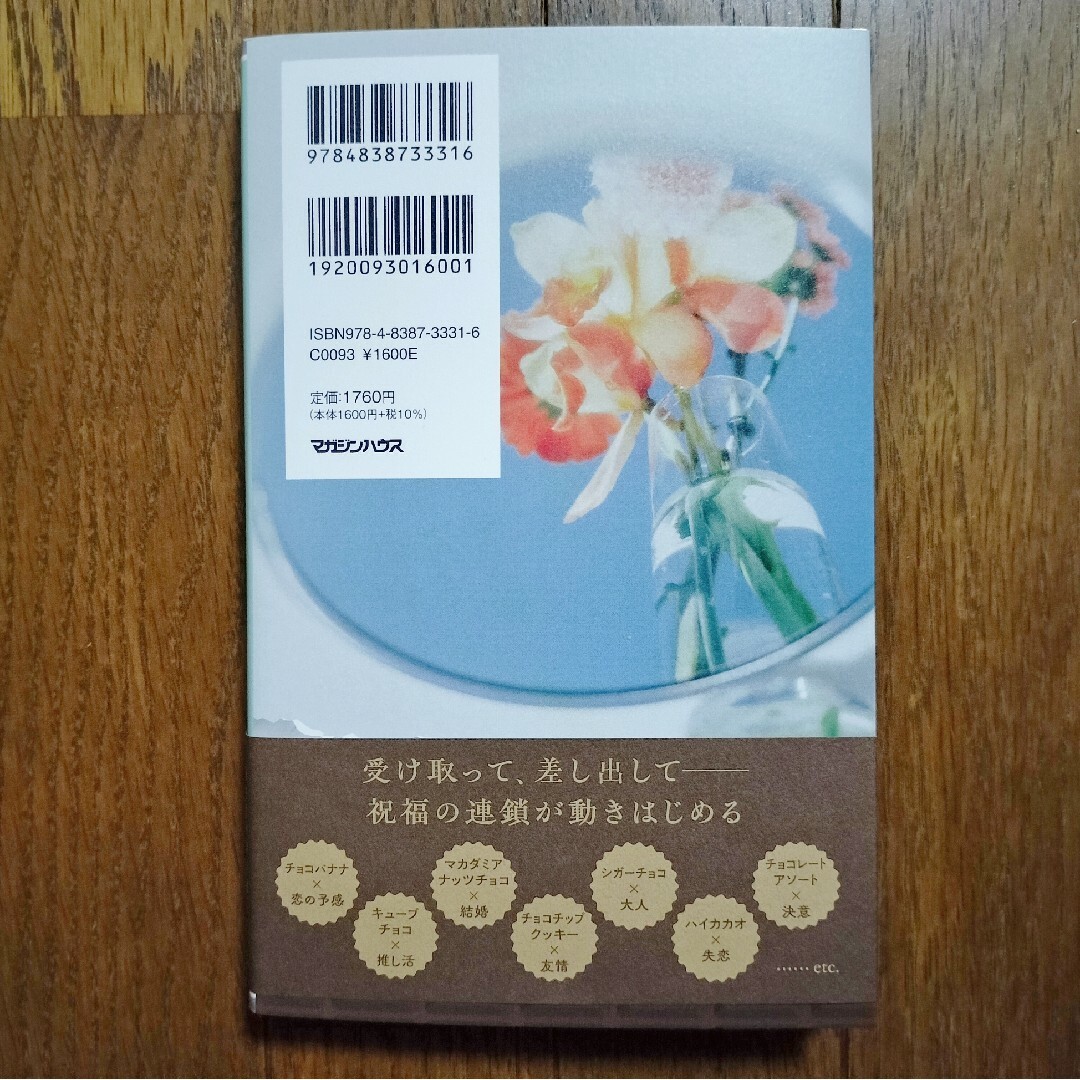 9784838733316
1920093016001
ISBN978-4-8387-3331-6
C0093 ¥1600E
定価:1760円
(本体1600円+税10%)
マガジンハウス
受け取って、差し出して――
祝福の連鎖が動きはじめる
チョコバナナ
×
恋の予感
キューブ
チョコ
×
推し活
マカダミア
ナッツチョコ
×
結婚
チョコチップ
クッキー
×
友情
シガーチョコ
×
大人
ハイカカオ
×
失恋
チョコレート
アソート
×
決意
……etc.